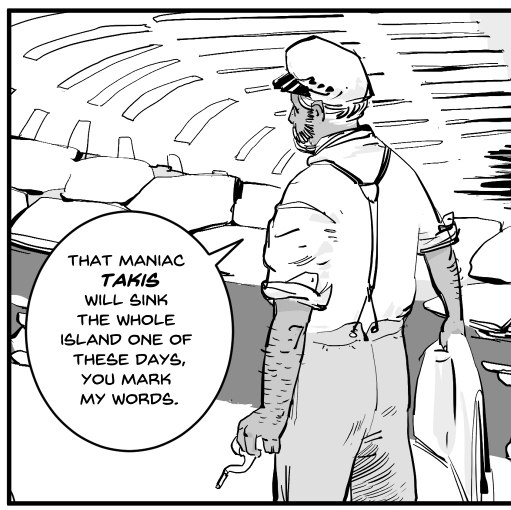 THAT MANIAC
TAKIS
WILL SINK
THE WHOLE
ISLAND ONE OF
THESE DAYS,
YOU MARK
MY WORDS.